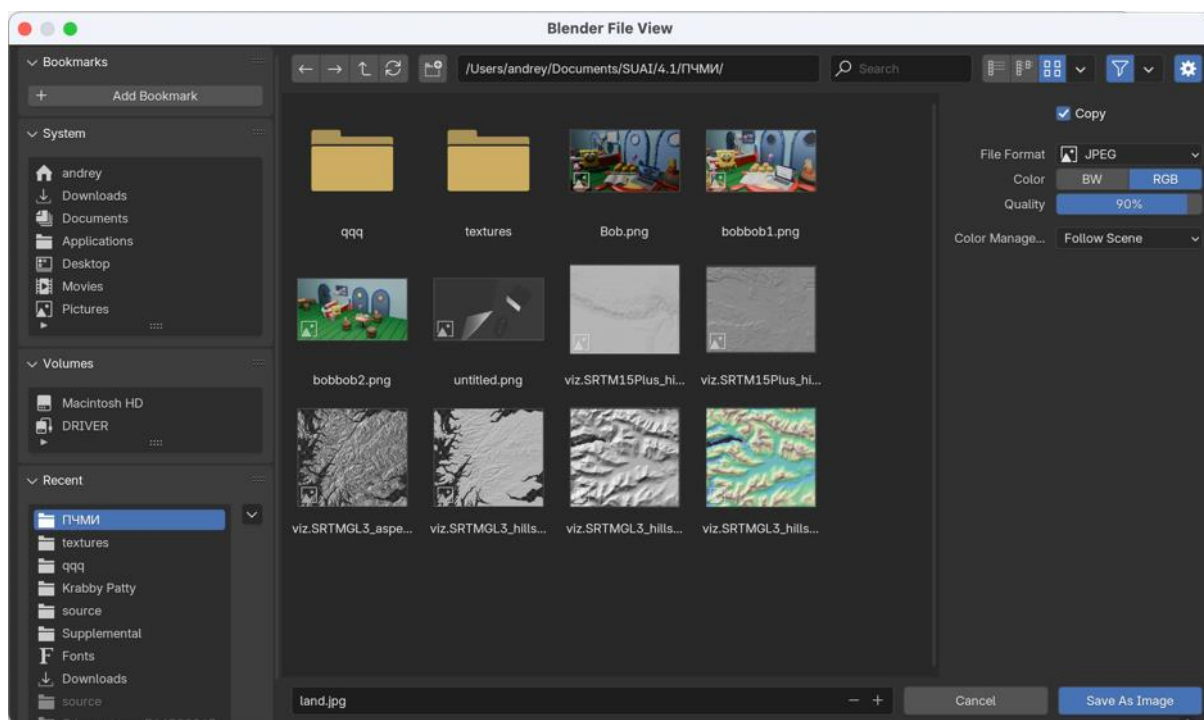 Blender File View
Bookmarks
+ Add Bookmark
System
andrey
Downloads
Documents
Applications
Desktop
Movies
Pictures
Volumes
Macintosh HD
DRIVER
Recent
ПЧМИ
textures
qqq
Krabby Patty
source
Supplemental
Fonts
Downloads
source
/Users/andrey/Documents/SUAI/4.1/ПЧМИ/
Search
qqq
textures
Bob.png
bobbob1.png
bobbob2.png
untitled.png
viz.SRTM15Plus_hi...
viz.SRTM15Plus_hi...
viz.SRTMGL3_aspe...
viz.SRTMGL3_hills...
viz.SRTMGL3_hills...
viz.SRTMGL3_hills...
Copy
File Format JPEG
Color BW RGB
Quality 90%
Color Manage... Follow Scene
land.jpg
Cancel
Save As Image